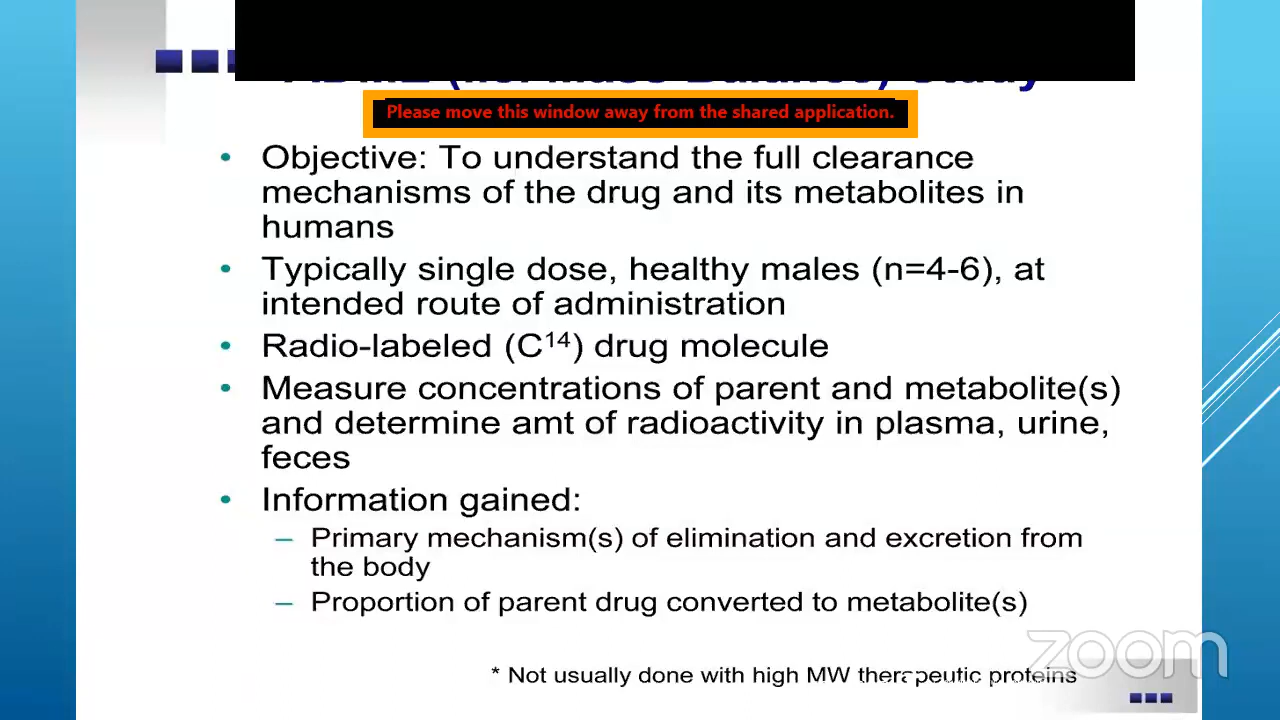 Please move this window away from the shared application.
• Objective: To understand the full clearance
mechanisms of the drug and its metabolites in
humans
• Typically single dose, healthy males (n=4-6), at
intended route of administration
• Radio-labeled (C¹⁴) drug molecule
• Measure concentrations of parent and metabolite(s)
and determine amt of radioactivity in plasma, urine,
feces
• Information gained:
– Primary mechanism(s) of elimination and excretion from
the body
– Proportion of parent drug converted to metabolite(s)
zoom
* Not usually done with high MW therapeutic proteins